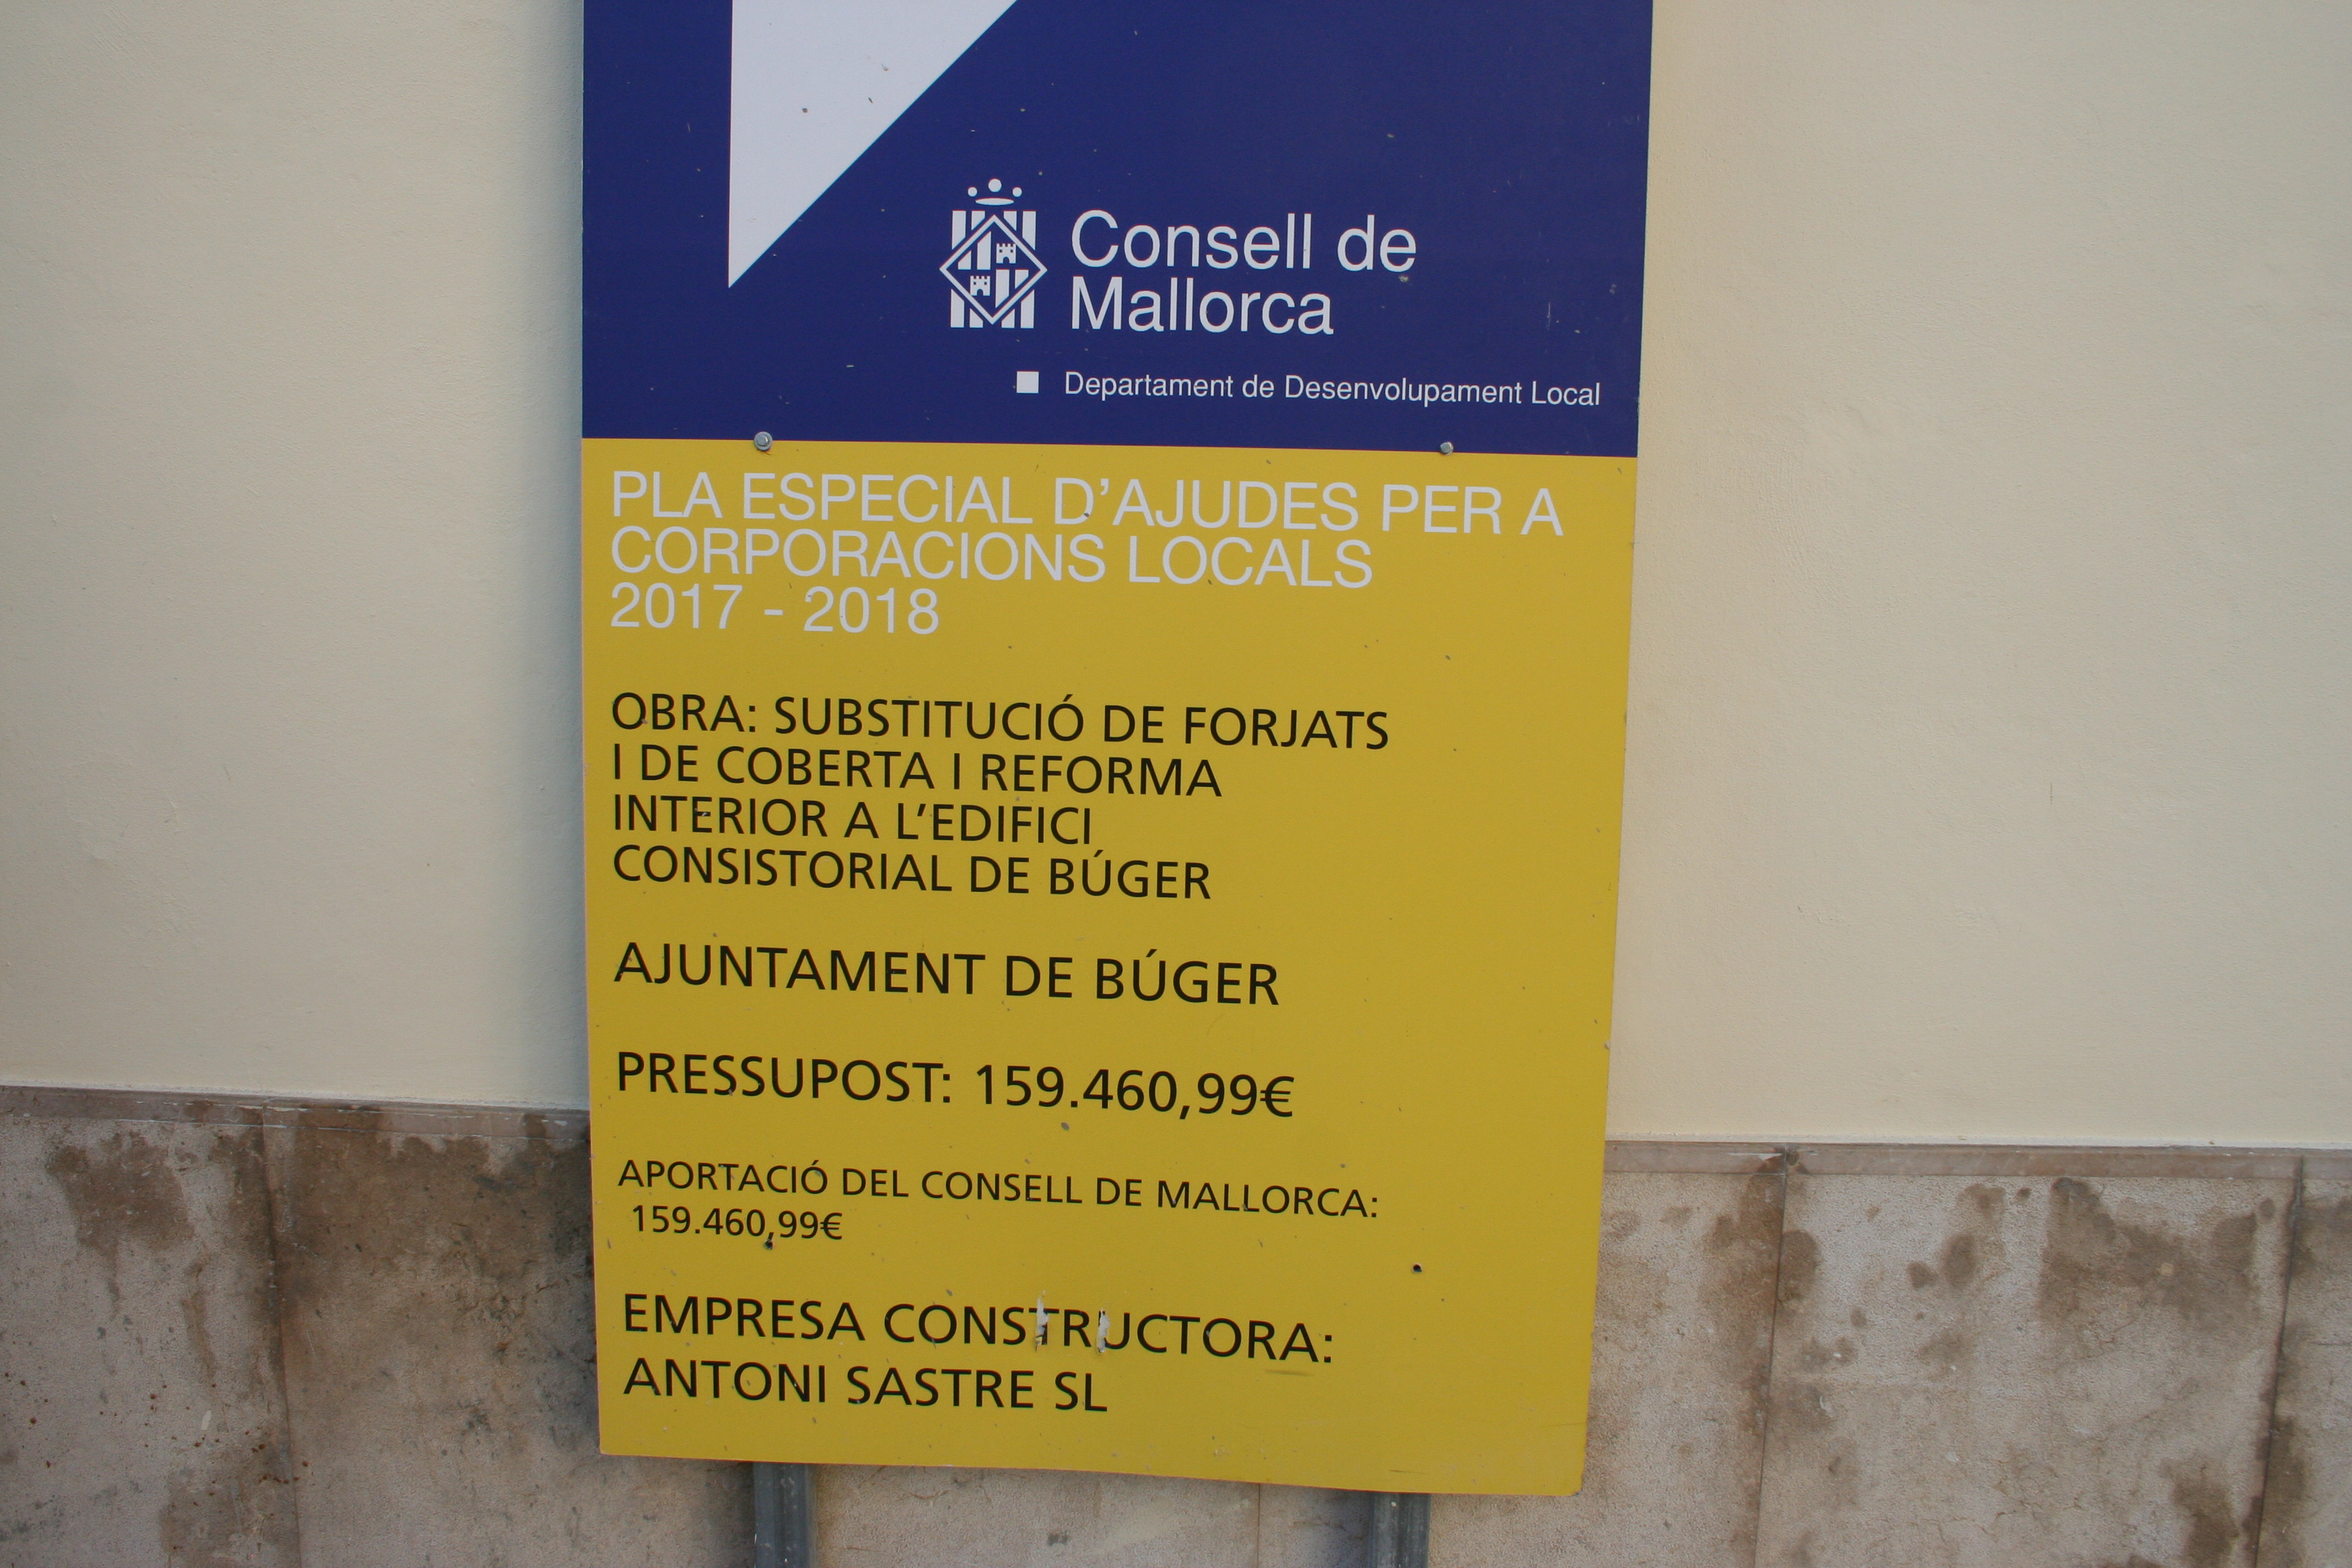 Consell de
Mallorca
Departament de Desenvolupament Local
PLA ESPECIAL D'AJUDES PER A
CORPORACIONS LOCALS
2017 - 2018
OBRA: SUBSTITUCIÓ DE FORJATS
I DE COBERTA I REFORMA
INTERIOR A L'EDIFICI
CONSISTORIAL DE BÚGER
AJUNTAMENT DE BÚGER
PRESSUPOST: 159.460,99€
APORTACIÓ DEL CONSELL DE MALLORCA:
159.460,99€
EMPRESA CONSTRUCTORA:
ANTONI SASTRE SL